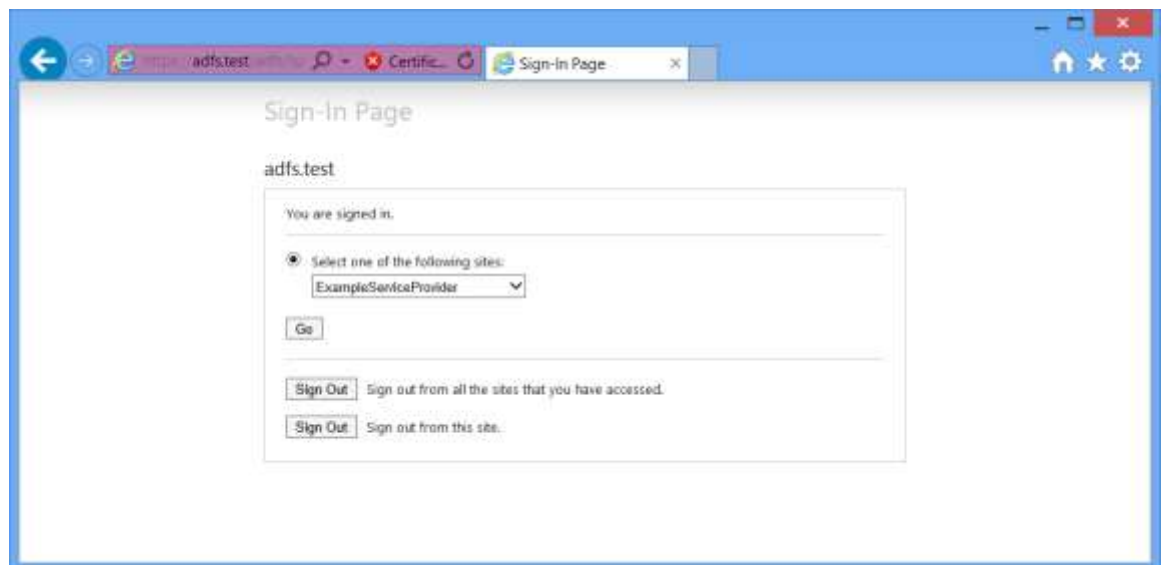 adfs.test Certific...
Sign-In Page
Sign-In Page
adfs.test
You are signed in.
Select one of the following sites:
ExampleServiceProvider
Go
Sign Out Sign out from all the sites that you have accessed.
Sign Out Sign out from this site.